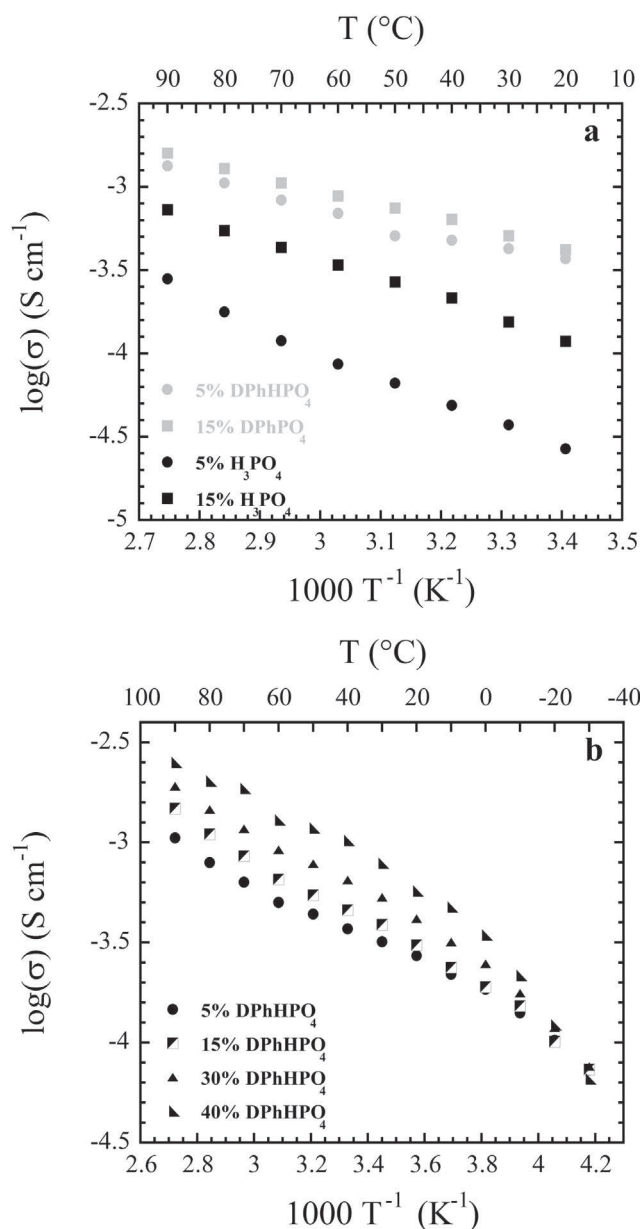 T (°C)
90 80 70 60 50 40 30 20 10
a
-2.5
-3
-3.5
-4
-4.5
-5
log(σ) (S cm⁻¹)
5% DPhHPO₄
15% DPhPO₄
5% H₃PO₄
15% H₃PO₄
2.7 2.8 2.9 3 3.1 3.2 3.3 3.4 3.5
1000 T⁻¹ (K⁻¹)
T (°C)
100 80 70 60 50 40 30 20 10 0 -20 -40
b
-2.5
-3
-3.5
-4
-4.5
log(σ) (S cm⁻¹)
5% DPhHPO₄
15% DPhHPO₄
30% DPhHPO₄
40% DPhHPO₄
2.6 2.8 3 3.2 3.4 3.6 3.8 4 4.2
1000 T⁻¹ (K⁻¹)